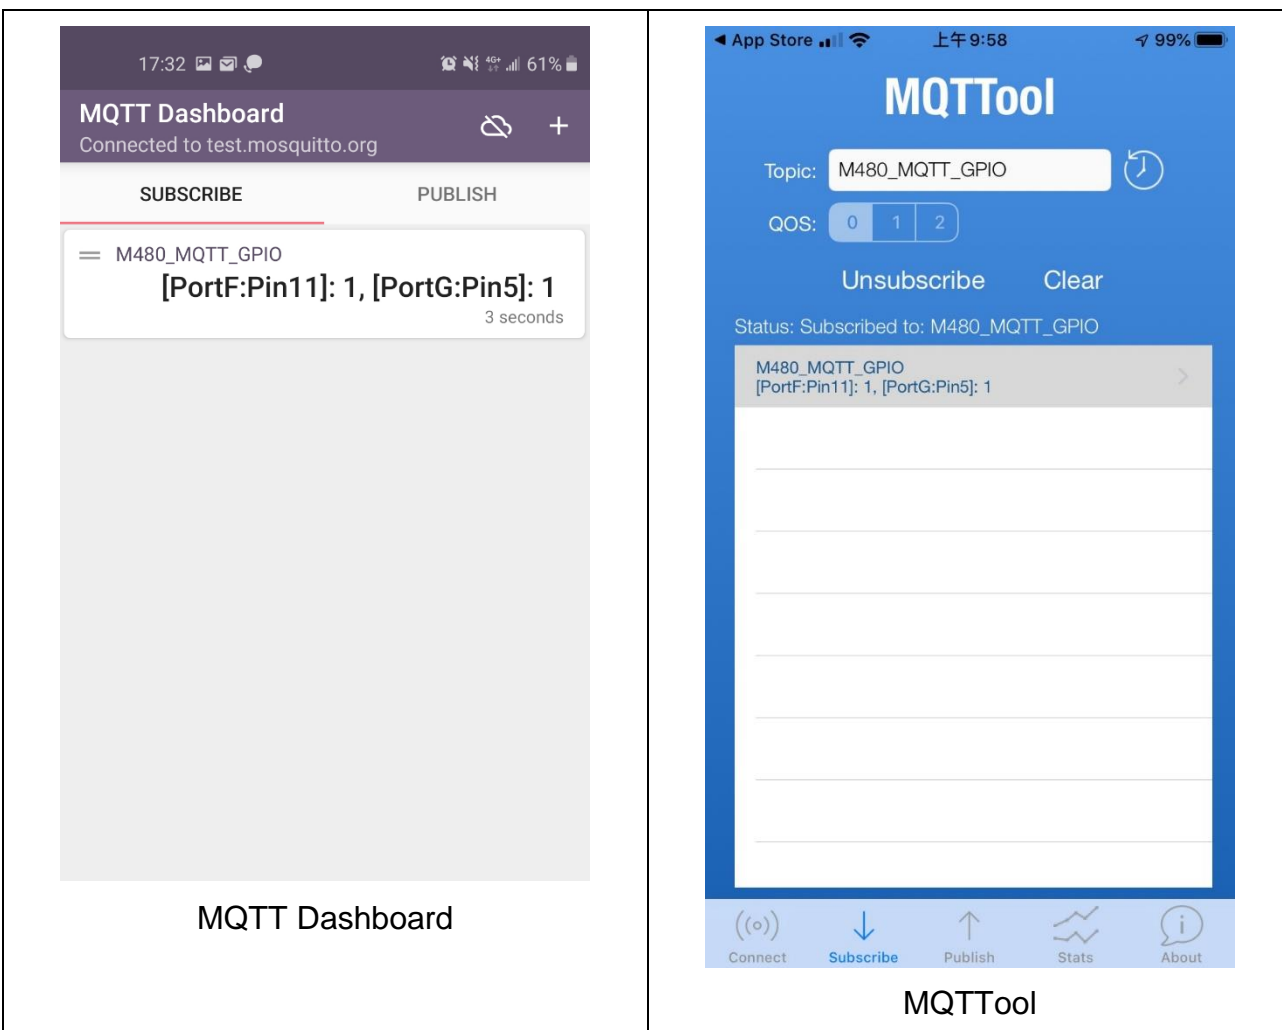 17:32
4G+
61%
MQTT Dashboard
Connected to test.mosquitto.org
SUBSCRIBE
PUBLISH
M480_MQTT_GPIO
[PortF:Pin11]: 1, [PortG:Pin5]: 1
3 seconds
MQTT Dashboard
App Store
上午9:58
99%
MQTTool
Topic:
M480_MQTT_GPIO
QOS:
0
1
2
Unsubscribe
Clear
Status: Subscribed to: M480_MQTT_GPIO
M480_MQTT_GPIO
[PortF:Pin11]: 1, [PortG:Pin5]: 1
Connect
Subscribe
Publish
Stats
About
MQTTool